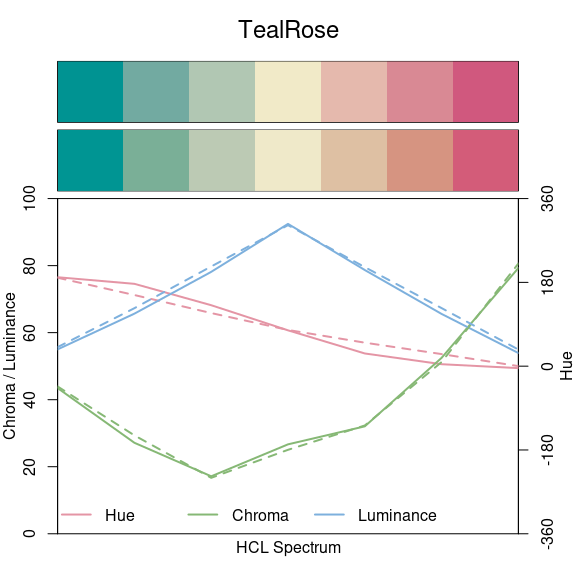 TealRose
100
80
60
40
20
0
Chroma / Luminance
360
180
0
-180
-360
Hue
Hue Chroma Luminance
HCL Spectrum